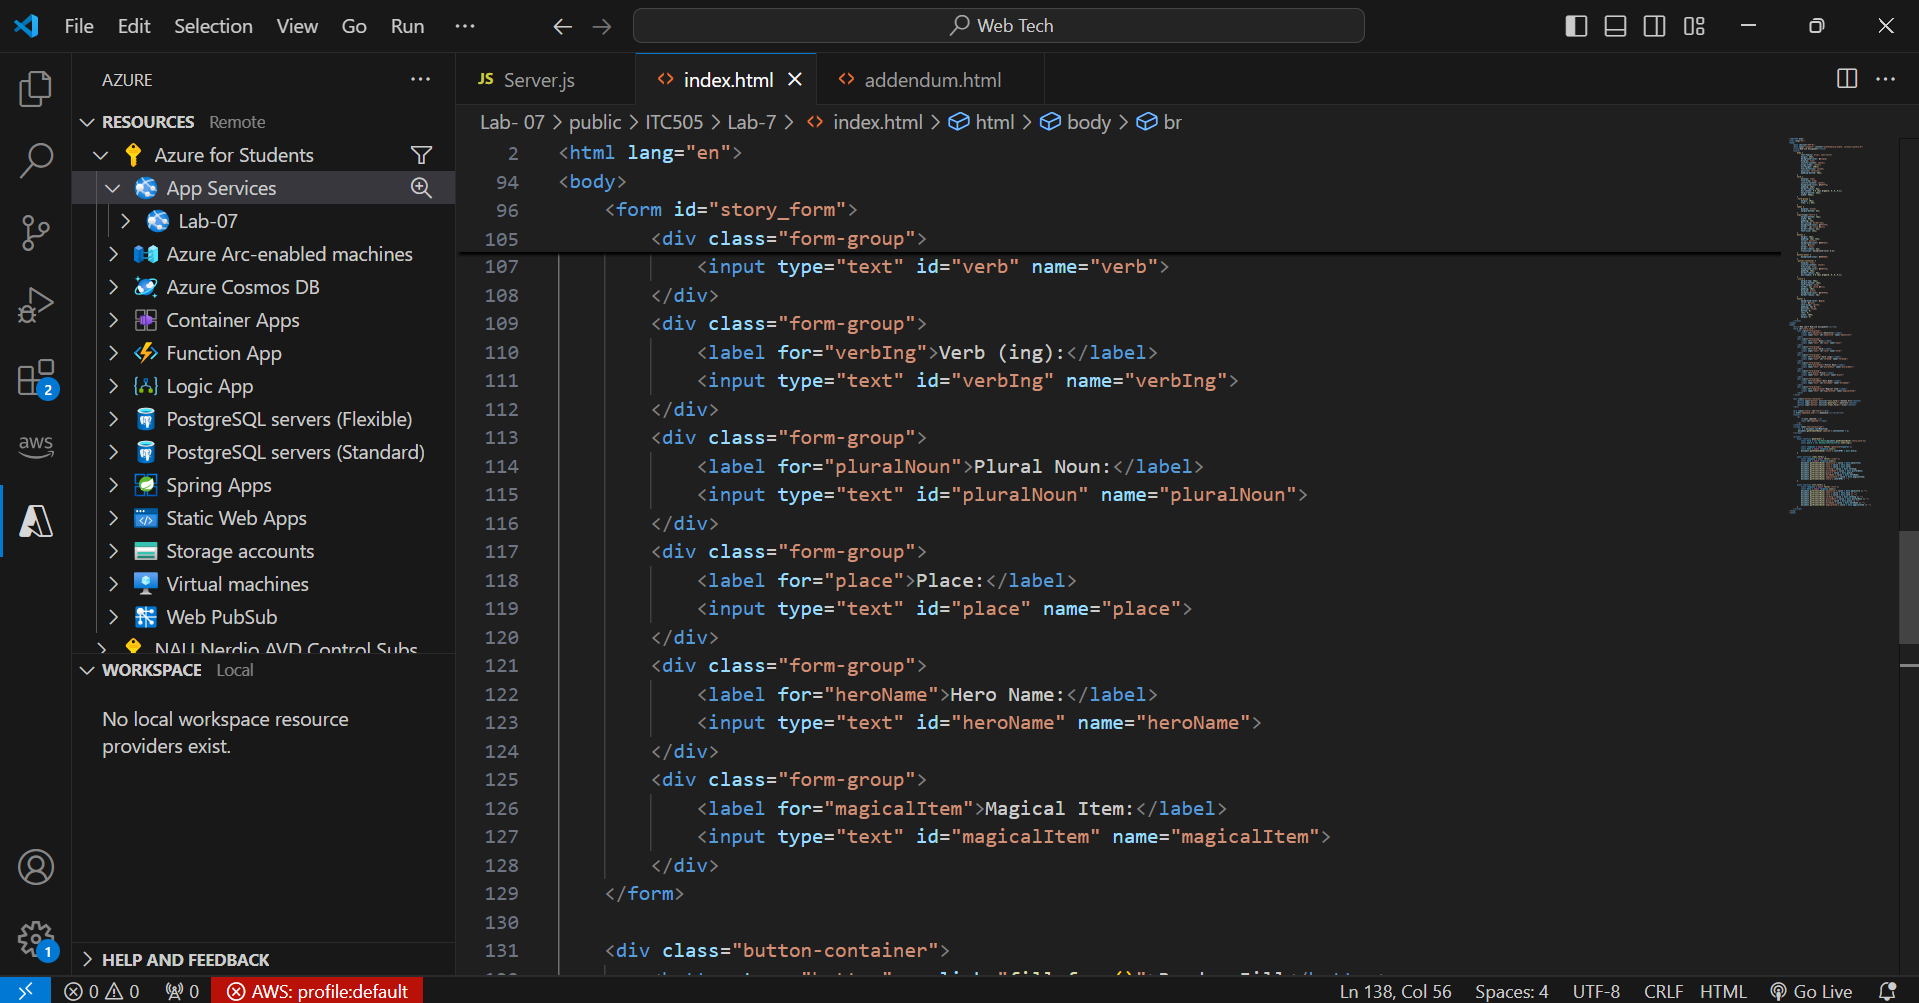 File Edit Selection View Go Run ···
Web Tech
AZURE ···
RESOURCES Remote
Azure for Students
App Services
Lab-07
Azure Arc-enabled machines
Azure Cosmos DB
Container Apps
Function App
Logic App
PostgreSQL servers (Flexible)
PostgreSQL servers (Standard)
Spring Apps
Static Web Apps
Storage accounts
Virtual machines
Web PubSub
NAU Nerdio AVD Control Subs
WORKSPACE Local
No local workspace resource
providers exist.
HELP AND FEEDBACK
2
aws
1
JS Server.js
<> index.html
<> addendum.html
Lab- 07 > public > ITC505 > Lab-7 > <> index.html > html > body > br
2 <html lang="en">
94 <body>
96 <form id="story_form">
105 <div class="form-group">
107 <input type="text" id="verb" name="verb">
108 </div>
109 <div class="form-group">
110 <label for="verbIng">Verb (ing):</label>
111 <input type="text" id="verbIng" name="verbIng">
112 </div>
113 <div class="form-group">
114 <label for="pluralNoun">Plural Noun:</label>
115 <input type="text" id="pluralNoun" name="pluralNoun">
116 </div>
117 <div class="form-group">
118 <label for="place">Place:</label>
119 <input type="text" id="place" name="place">
120 </div>
121 <div class="form-group">
122 <label for="heroName">Hero Name:</label>
123 <input type="text" id="heroName" name="heroName">
124 </div>
125 <div class="form-group">
126 <label for="magicalItem">Magical Item:</label>
127 <input type="text" id="magicalItem" name="magicalItem">
128 </div>
129 </form>
130
131 <div class="button-container">
0 0 0 AWS: profile:default
Ln 138, Col 56 Spaces: 4 UTF-8 CRLF HTML Go Live